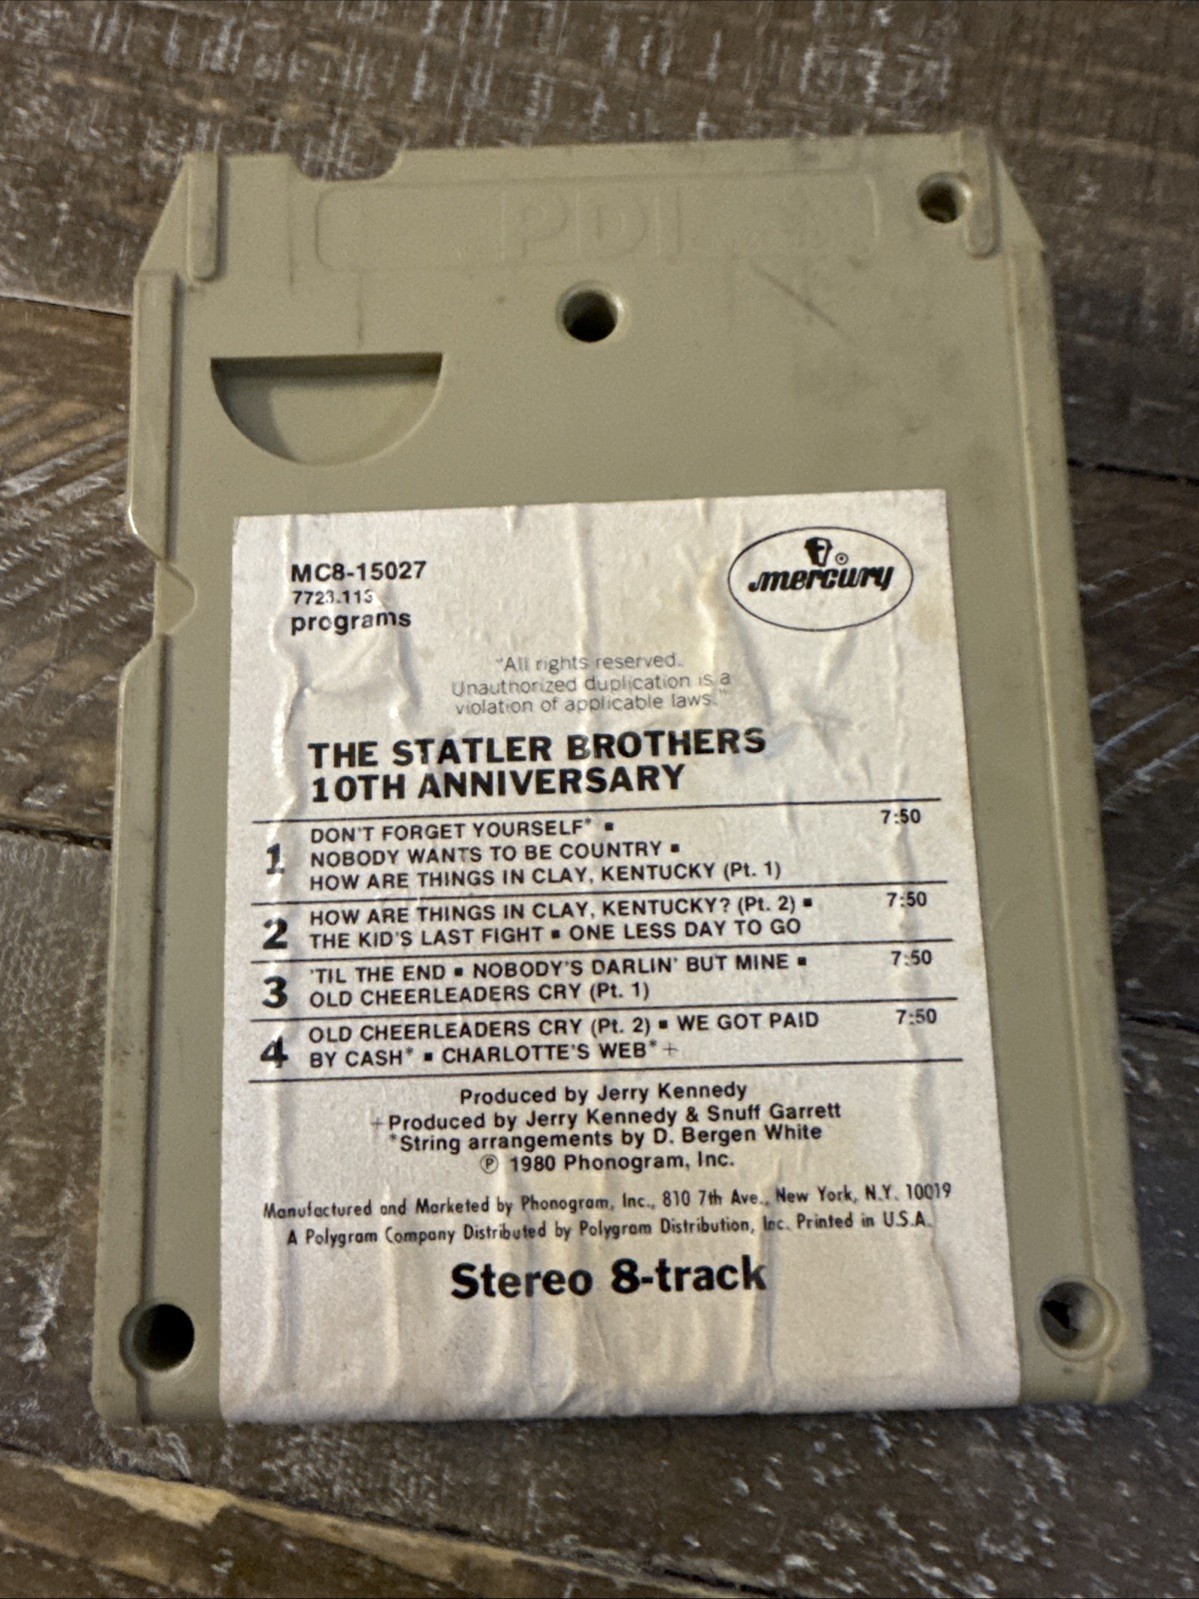 PDI
MC8-15027
7723.113
programs
mercury ®
"All rights reserved.
Unauthorized duplication is a
violation of applicable laws."
THE STATLER BROTHERS
10TH ANNIVERSARY
1 DON'T FORGET YOURSELF* ▪ 7:50
NOBODY WANTS TO BE COUNTRY ▪
HOW ARE THINGS IN CLAY, KENTUCKY (Pt. 1)
2 HOW ARE THINGS IN CLAY, KENTUCKY? (Pt. 2) ▪ 7:50
THE KID'S LAST FIGHT ▪ ONE LESS DAY TO GO
3 'TIL THE END ▪ NOBODY'S DARLIN' BUT MINE ▪ 7:50
OLD CHEERLEADERS CRY (Pt. 1)
4 OLD CHEERLEADERS CRY (Pt. 2) ▪ WE GOT PAID 7:50
BY CASH* ▪ CHARLOTTE'S WEB* +
Produced by Jerry Kennedy
+Produced by Jerry Kennedy & Snuff Garrett
*String arrangements by D. Bergen White
℗ 1980 Phonogram, Inc.
Manufactured and Marketed by Phonogram, Inc., 810 7th Ave., New York, N.Y. 10019
A Polygram Company Distributed by Polygram Distribution, Inc. Printed in U.S.A.
Stereo 8-track